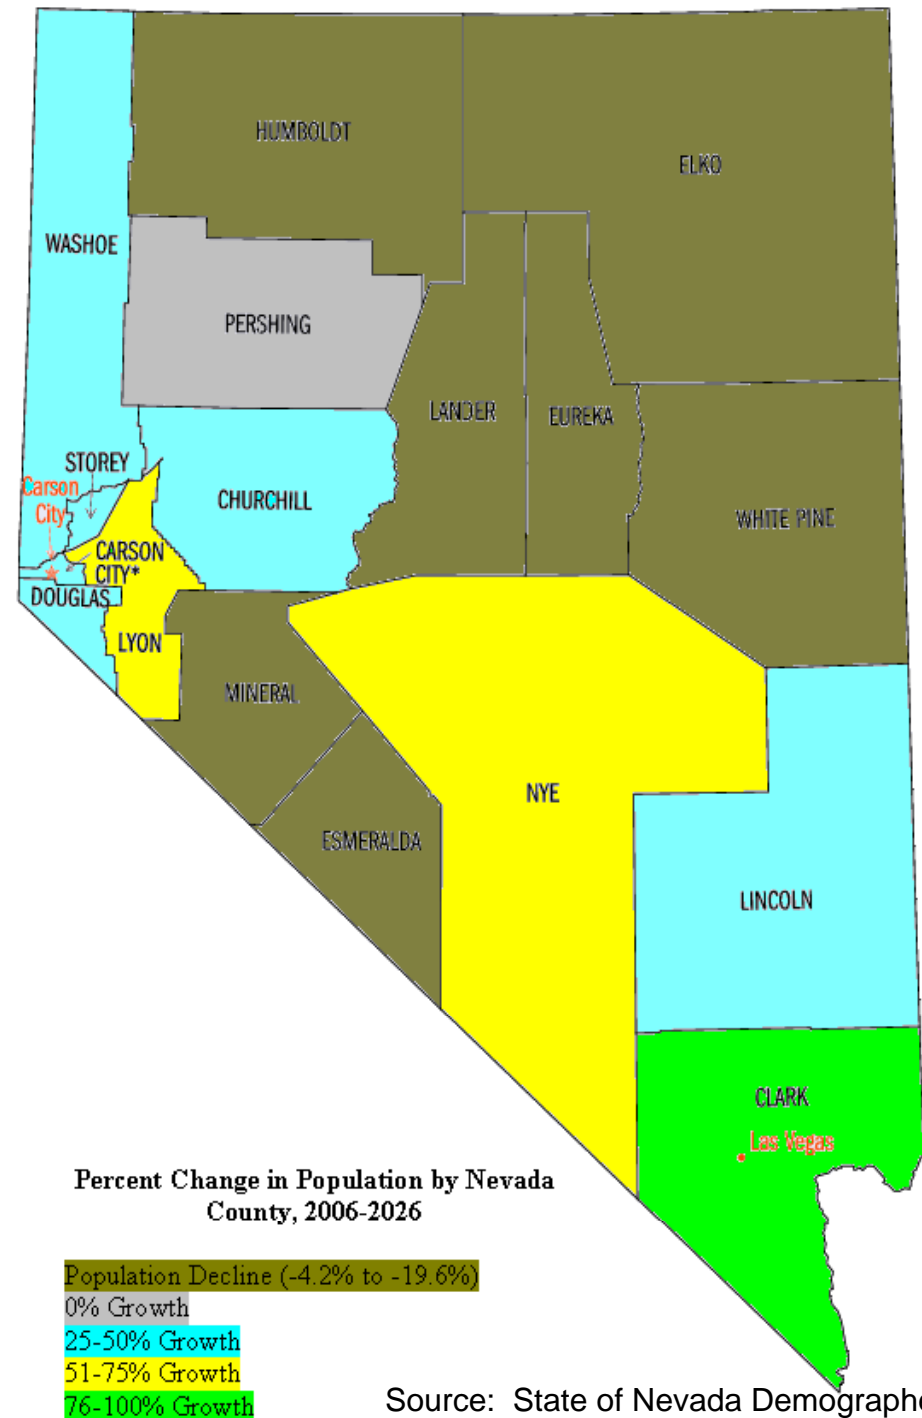 HUMBOLDT
ELKO
WASHOE
PERSHING
LANDER
EUREKA
STOREY
Carson
City
CHURCHILL
WHITE PINE
CARSON
CITY*
DOUGLAS
LYON
MINERAL
NYE
ESMERALDA
LINCOLN
CLARK
Las Vegas
Percent Change in Population by Nevada
County, 2006-2026
Population Decline (-4.2% to -19.6%)
0% Growth
25-50% Growth
51-75% Growth
76-100% Growth
Source: State of Nevada